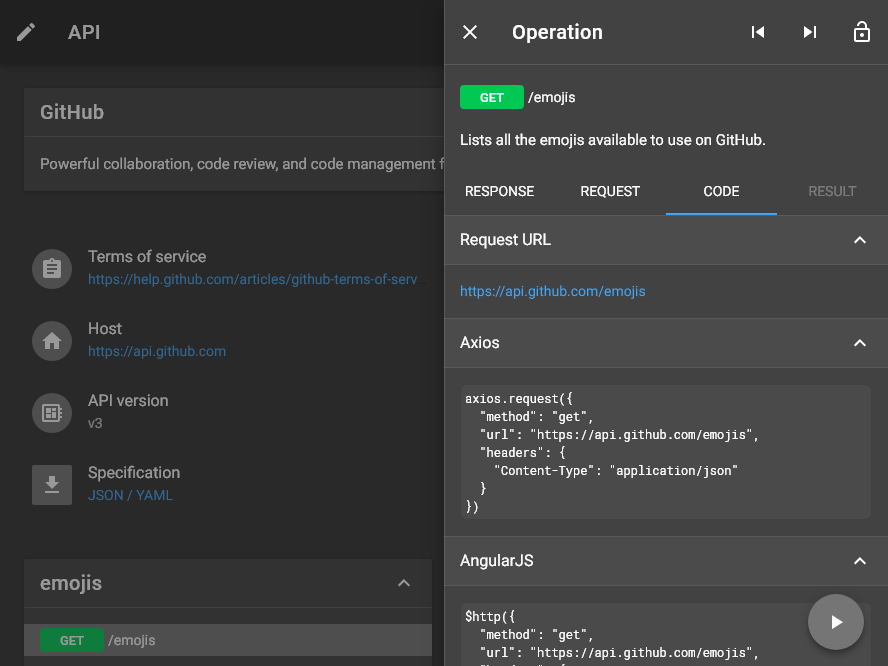 API
GitHub
Powerful collaboration, code review, and code management f
Terms of service
https://help.github.com/articles/github-terms-of-serv
Host
https://api.github.com
API version
v3
Specification
JSON / YAML
emojis
GET /emojis
Operation
GET /emojis
Lists all the emojis available to use on GitHub.
RESPONSE REQUEST CODE RESULT
Request URL
https://api.github.com/emojis
Axios
axios.request({
  "method": "get",
  "url": "https://api.github.com/emojis",
  "headers": {
    "Content-Type": "application/json"
  }
})
AngularJS
$http({
  "method": "get",
  "url": "https://api.github.com/emojis",